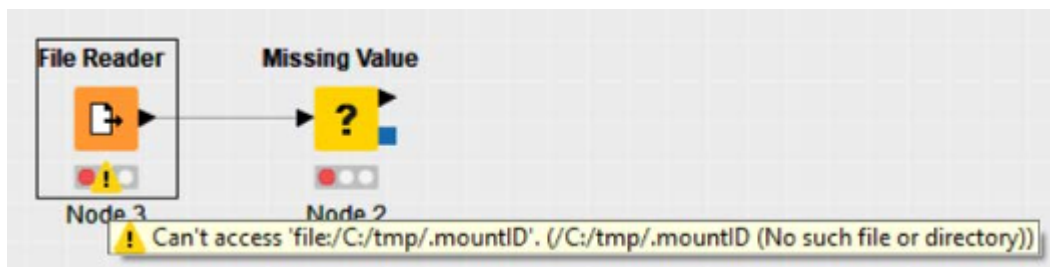 File Reader
Missing Value
?
!
Node 3
Node 2
! Can't access 'file:/C:/tmp/.mountID'. (/C:/tmp/.mountID (No such file or directory))